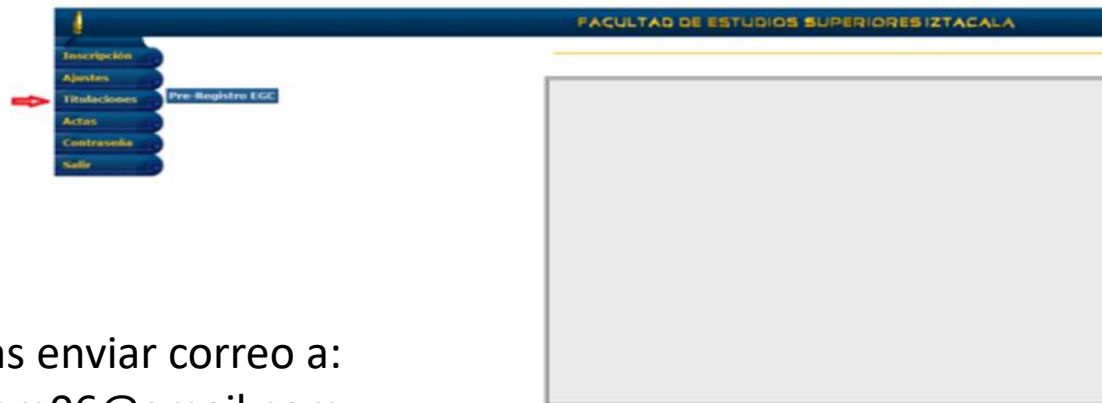 FACULTAD DE ESTUDIOS SUPERIORES IZTACALA
Inscripción
Ajustes
Titulaciones
Pre-Registro EGC
Actas
Contraseña
Salir
enviar correo a: